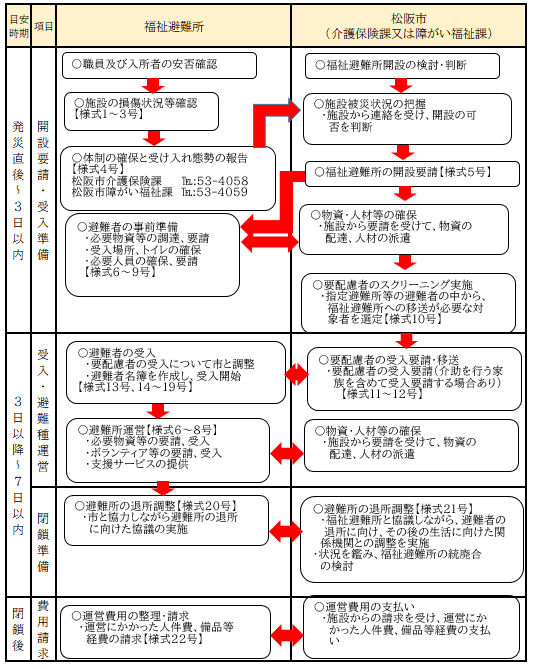 目安
時期
項目
福祉避難所
松阪市
（介護保険課又は障がい福祉課）
発災直後～3日以内
開設要請・受入準備
○職員及び入所者の安否確認
○施設の損傷状況等確認
【様式1～3号】
○体制の確保と受け入れ態勢の報告
【様式4号】
松阪市介護保険課　℡:53-4058
松阪市障がい福祉課　℡:53-4059
○避難者の事前準備
・必要物資等の調達、要請
・受入場所、トイレの確保
・必要人員の確保、要請
【様式6～9号】
○福祉避難所開設の検討・判断
○施設被災状況の把握
・施設から連絡を受け、開設の可
否を判断
○福祉避難所の開設要請【様式5号】
○物資・人材等の確保
・施設から要請を受けて、物資の
配達、人材の派遣
○要配慮者のスクリーニング実施
・指定避難所等の避難者の中から、
福祉避難所への移送が必要な対
象者を選定【様式10号】
3日以降～7日以内
受入・避難種運営
○避難者の受入
・要配慮者の受入について市と調整
・避難者名簿を作成し、受入開始
【様式13号、14～19号】
○避難所運営【様式6～8号】
・必要物資等の要請、受入
・ボランティア等の要請、受入
・支援サービスの提供
○要配慮者の受入要請・移送
・要配慮者の受入要請（介助を行う家
族を含めて受入要請する場合あり）
【様式11～12号】
○物資・人材等の確保
・施設から要請を受けて、物資の
配達、人材の派遣
閉鎖準備
○避難所の退所調整【様式20号】
・市と協力しながら避難所の退所
に向けた協議の実施
○避難所の退所調整【様式21号】
・福祉避難所と協議しながら、避難者の
退所に向け、その後の生活に向けた関
係機関との調整を実施
・状況を鑑み、福祉避難所の統廃合
の検討
閉鎖後
費用請求
○運営費用の整理・請求
・運営にかかった人件費、備品等
経費の請求【様式22号】
○運営費用の支払い
・施設からの請求を受け、運営にか
かった人件費、備品等経費の支払
い